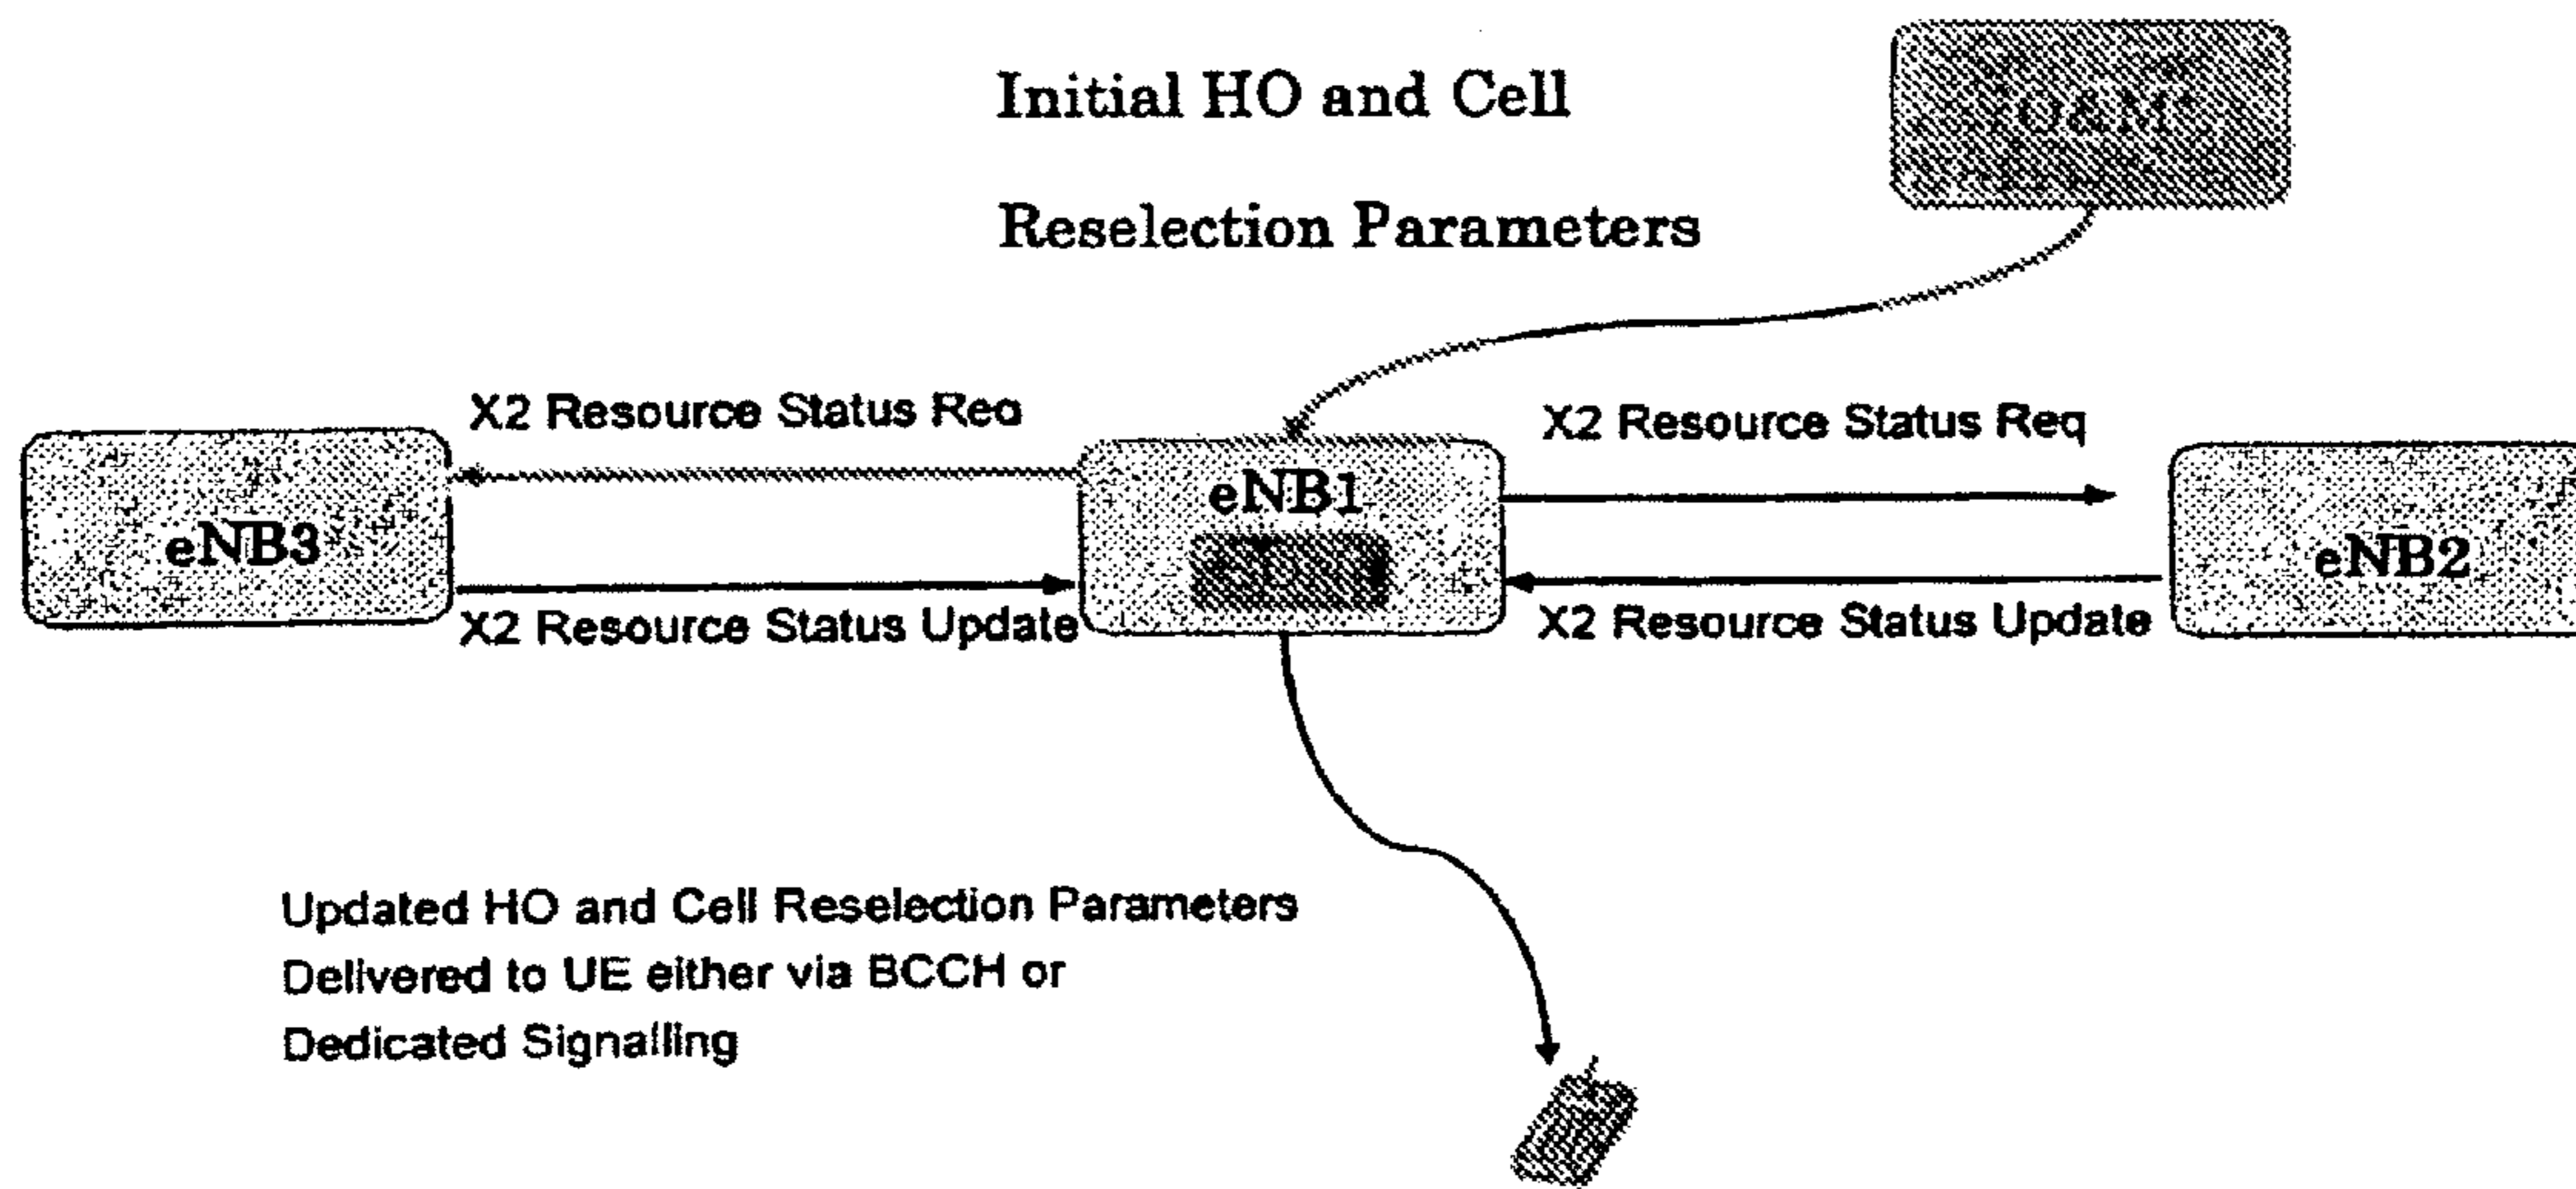 Initial HO and Cell
Reselection Parameters
O&M
X2 Resource Status Req
X2 Resource Status Req
eNB3
eNB1
eNB2
X2 Resource Status Update
X2 Resource Status Update
Updated HO and Cell Reselection Parameters
Delivered to UE either via BCCH or
Dedicated Signalling